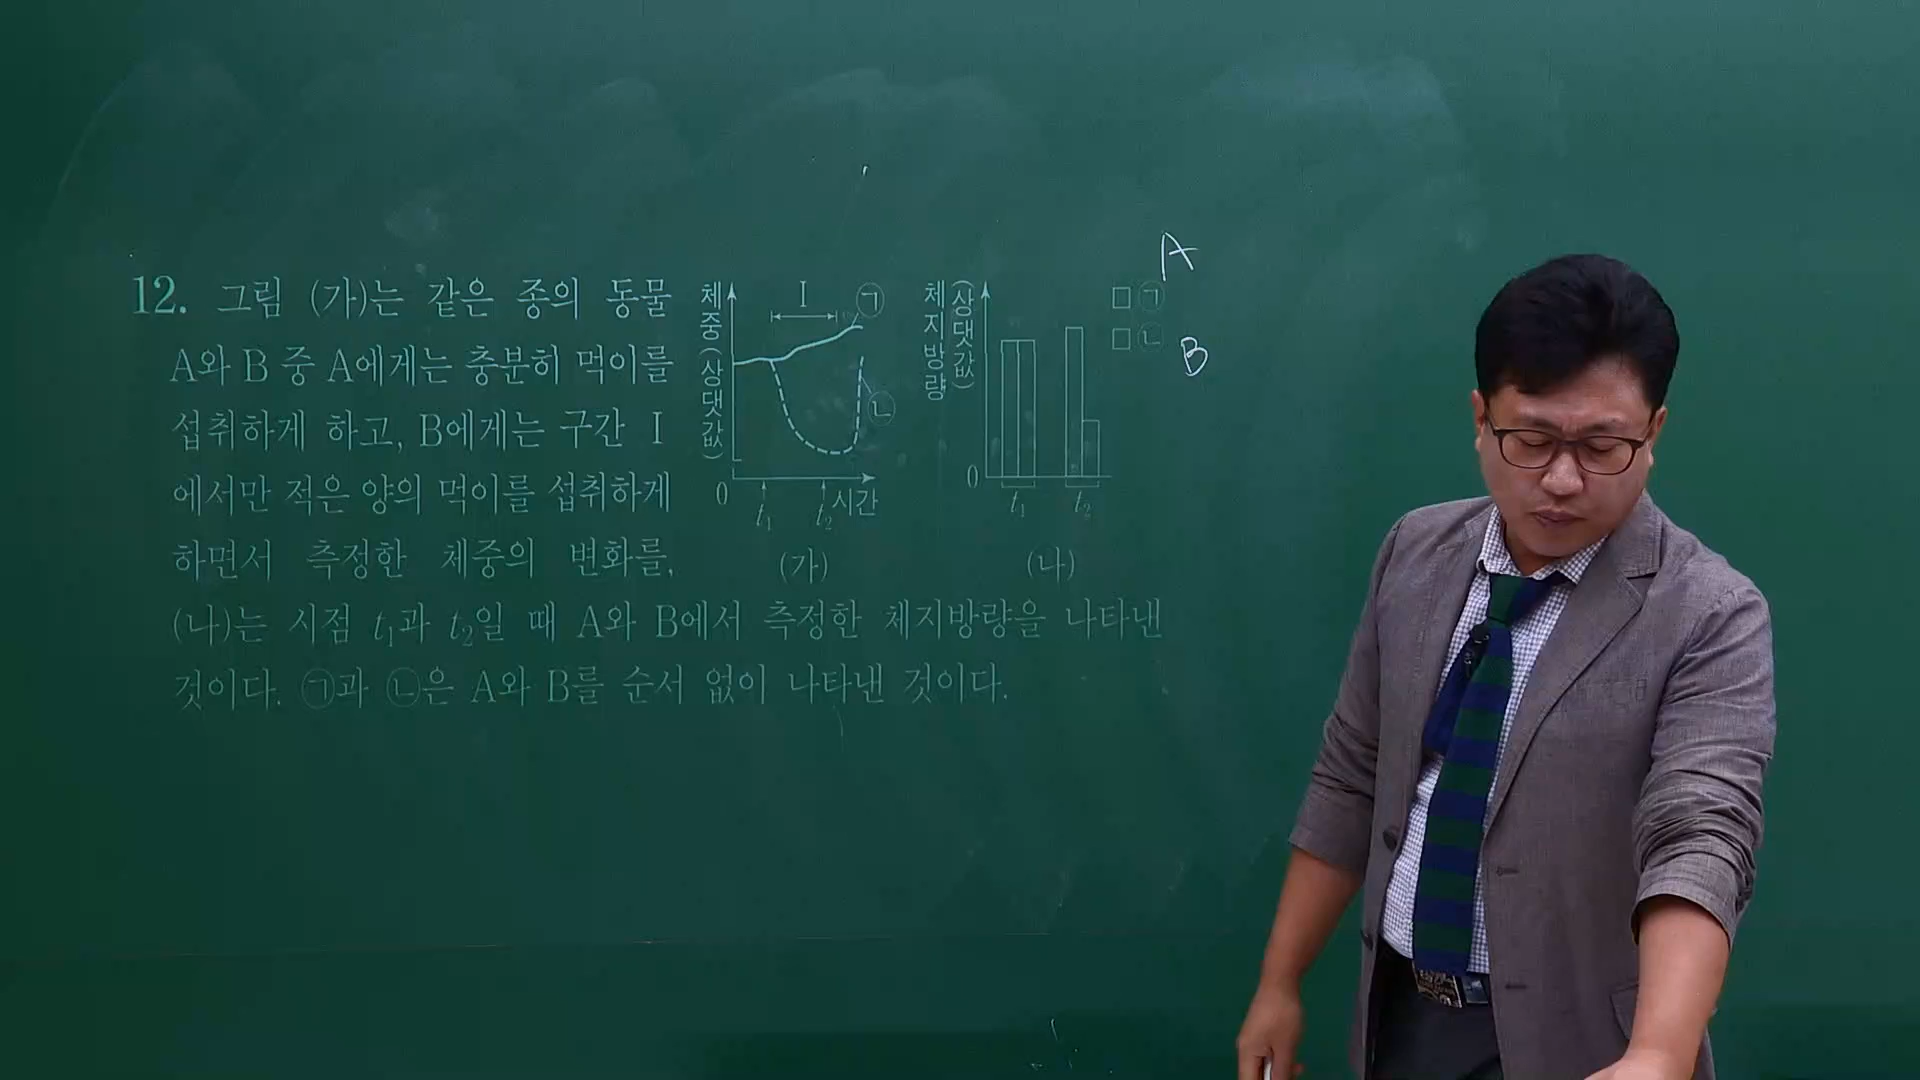 12. 그림 (가)는 같은 종의 동물
A와 B 중 A에게는 충분히 먹이를
섭취하게 하고, B에게는 구간 I
에서만 적은 양의 먹이를 섭취하게
하면서 측정한 체중의 변화를,
(나)는 시점 t₁과 t₂일 때 A와 B에서 측정한 체지방량을 나타낸
것이다. ㉠과 ㉡은 A와 B를 순서 없이 나타낸 것이다.
체중(상댓값)
I
㉠
㉡
0
t₁
t₂
시간
(가)
체지방량
(상댓값)
0
t₁
t₂
(나)
□㉠
□㉡
A
B